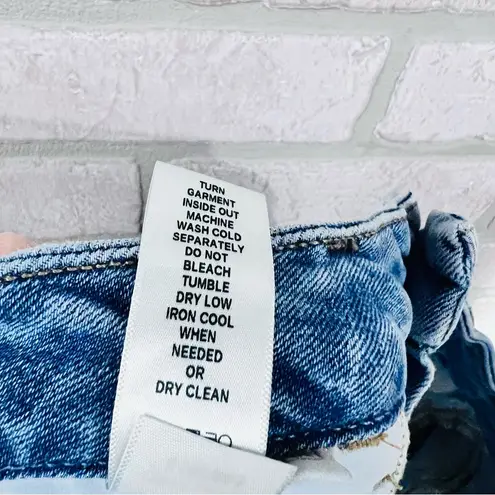 TURN
GARMENT
INSIDE OUT
MACHINE
WASH COLD
SEPARATELY
DO NOT
BLEACH
TUMBLE
DRY LOW
IRON COOL
WHEN
NEEDED
OR
DRY CLEAN